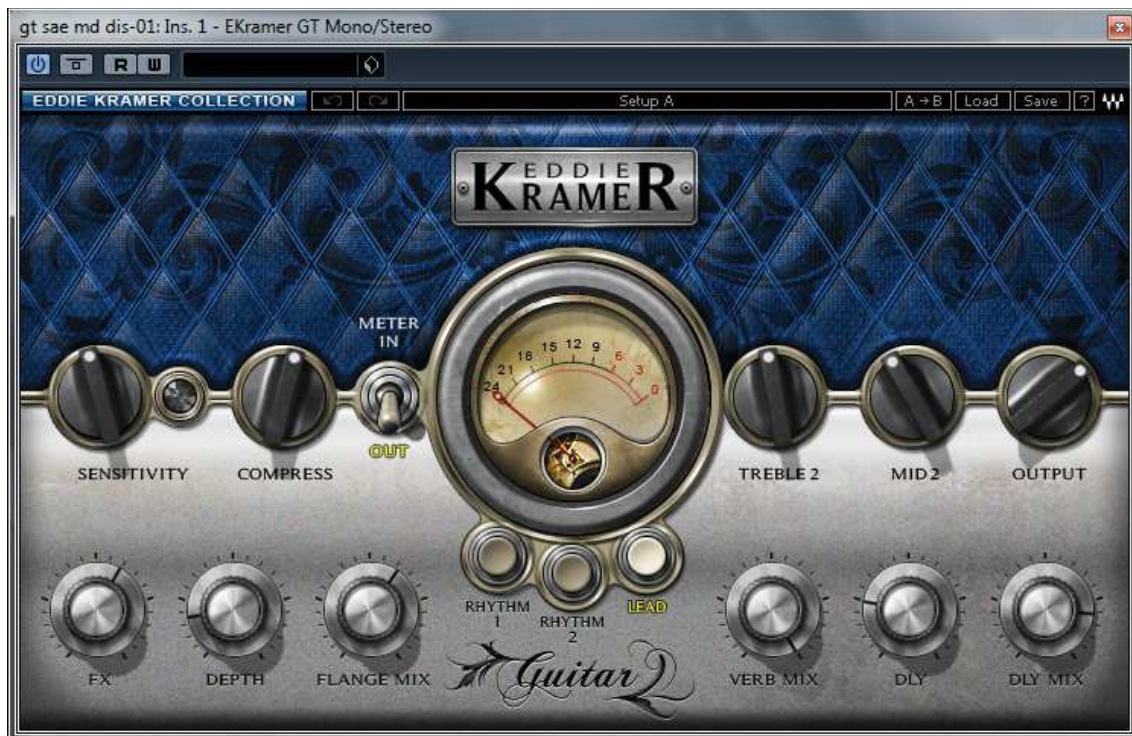 gt sae md dis-01: Ins. 1 - EKramer GT Mono/Stereo
R W
EDDIE KRAMER COLLECTION Setup A A→B Load Save ?
EDDIE
KRAMER
METER
IN
24 21 18 15 12 9 6 3 0
OUT
SENSITIVITY COMPRESS TREBLE 2 MID 2 OUTPUT
RHYTHM
1
RHYTHM
2
LEAD
FX DEPTH FLANGE MIX Guitar 2 VERB MIX DLY DLY MIX